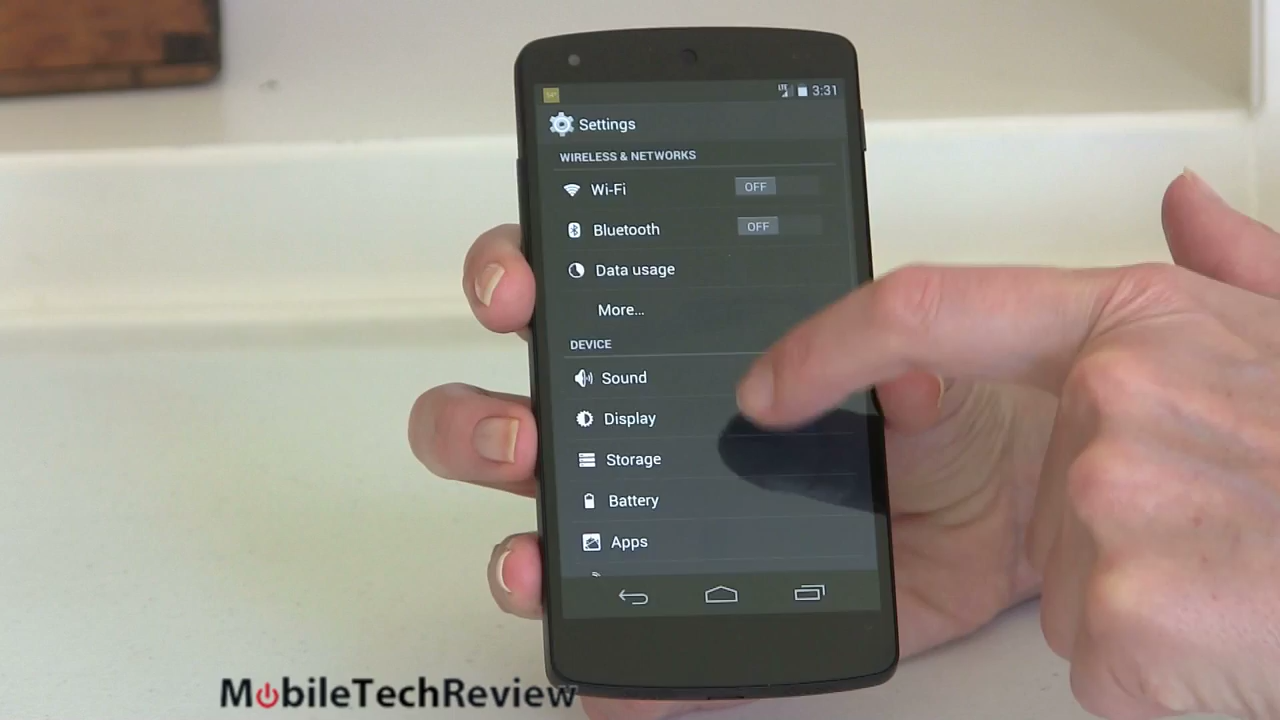 LTE 3:31
Settings
WIRELESS & NETWORKS
Wi-Fi OFF
Bluetooth OFF
Data usage
More...
DEVICE
Sound
Display
Storage
Battery
Apps
MobileTechReview